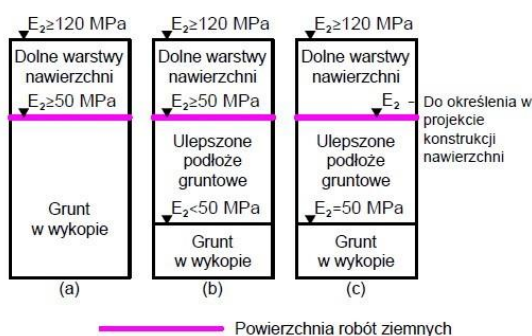 E₂≥120 MPa
Dolne warstwy
nawierzchni
E₂≥50 MPa
Grunt
w wykopie
(a)
E₂≥120 MPa
Dolne warstwy
nawierzchni
E₂≥50 MPa
Ulepszone
podłoże
gruntowe
E₂<50 MPa
Grunt
w wykopie
(b)
E₂≥120 MPa
Dolne warstwy
nawierzchni
E₂ -
Do określenia w
projekcie
konstrukcji
nawierzchni
Ulepszone
podłoże
gruntowe
E₂=50 MPa
Grunt
w wykopie
(c)
Powierzchnia robót ziemnych